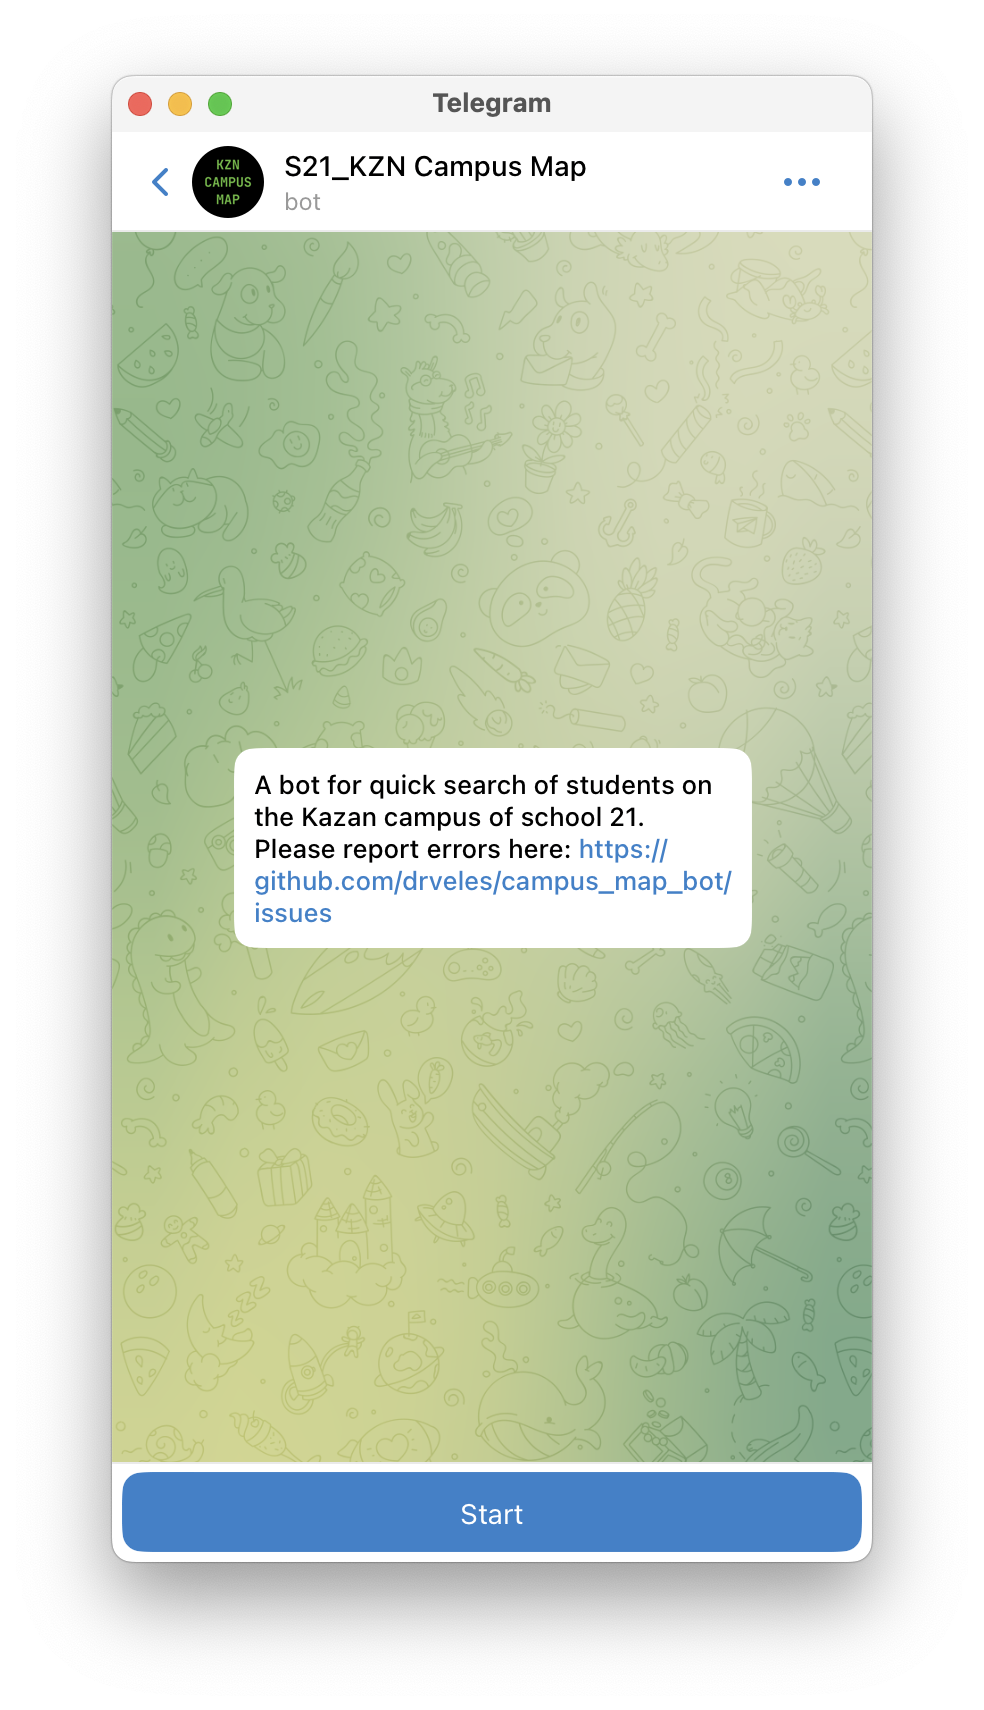 Telegram
KZN
CAMPUS
MAP
S21_KZN Campus Map
bot
A bot for quick search of students on
the Kazan campus of school 21.
Please report errors here: https://
github.com/drveles/campus_map_bot/
issues
Start